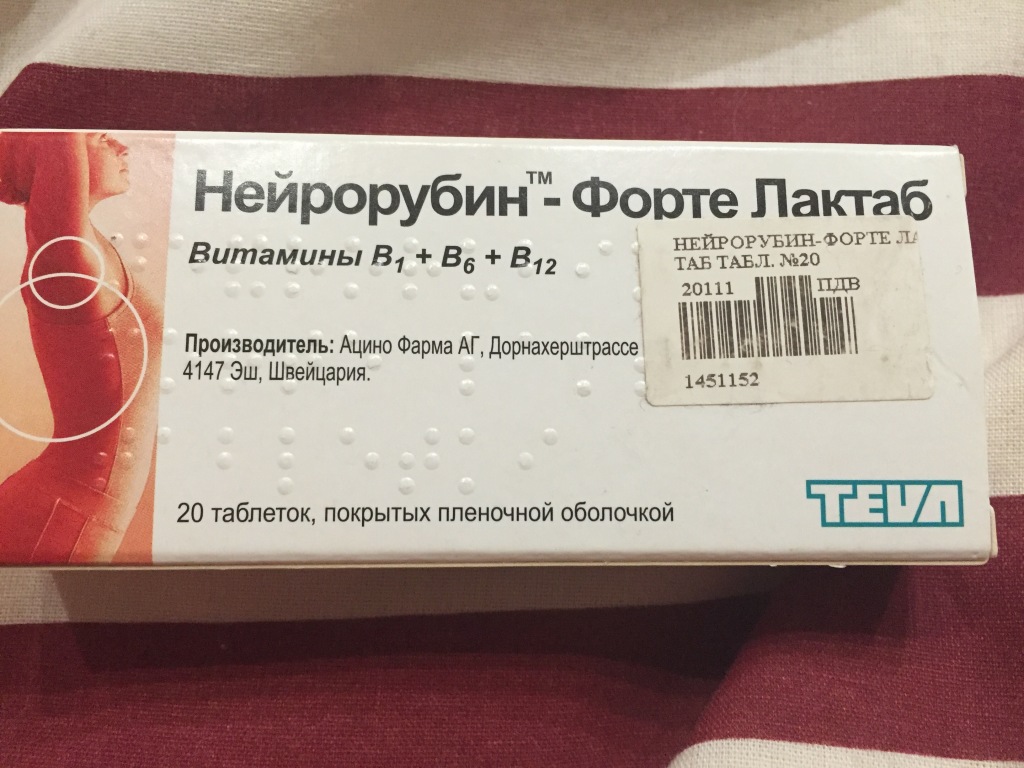 Нейрорубин™- Форте Лактаб
Витамины B1 + B6 + B12
НЕЙРОРУБИН-ФОРТЕ
ТАБ ТАБЛ. №20
20111 ПДВ
1451152
Производитель: Ацино Фарма АГ, Дорнахерштрассе
4147 Эш, Швейцария.
20 таблеток, покрытых пленочной оболочкой
TEVA